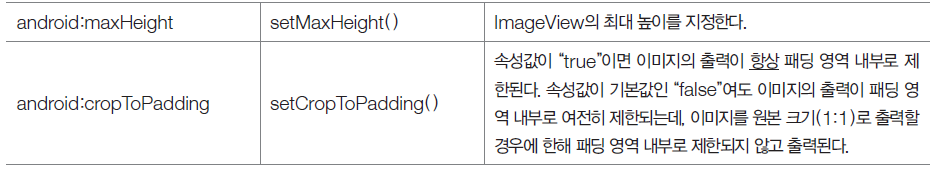 android:maxHeight setMaxHeight() ImageView의 최대 높이를 지정한다.
속성값이 “true”이면 이미지의 출력이 항상 패딩 영역 내부로 제
한된다. 속성값이 기본값인 “false”여도 이미지의 출력이 패딩 영
android:cropToPadding setCropToPadding()
역 내부로 여전히 제한되는데, 이미지를 원본 크기(1:1)로 출력할
경우에 한해 패딩 영역 내부로 제한되지 않고 출력된다.